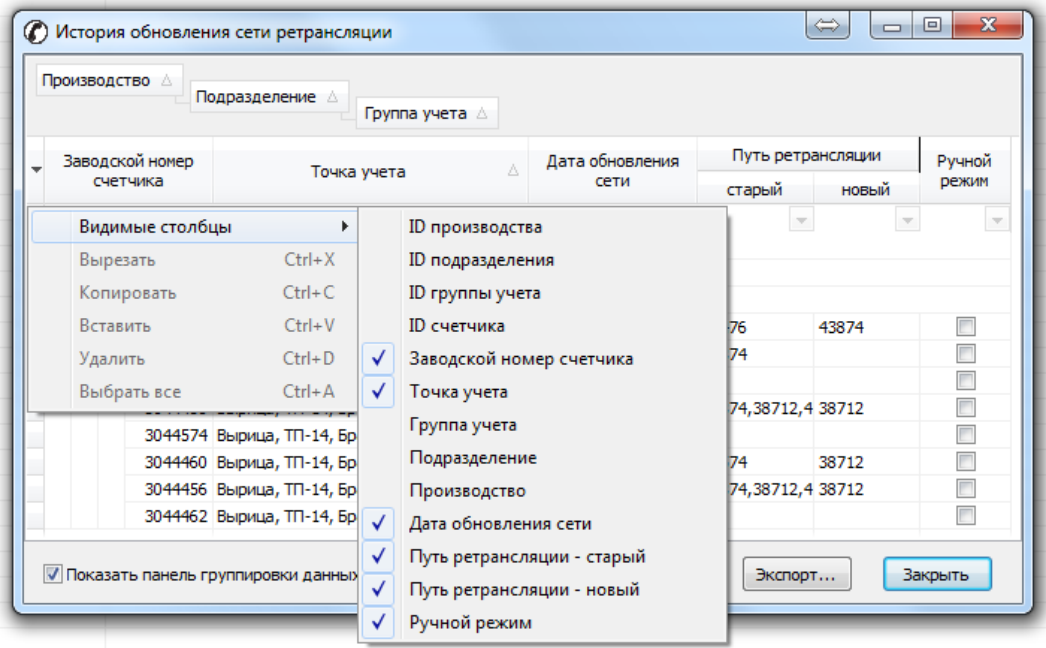 История обновления сети ретрансляции
Производство
Подразделение
Группа учета
Заводской номер счетчика
Точка учета
Дата обновления сети
Путь ретрансляции
старый
новый
Ручной режим
Видимые столбцы
Вырезать Ctrl+X
Копировать Ctrl+C
Вставить Ctrl+V
Удалить Ctrl+D
Выбрать все Ctrl+A
ID производства
ID подразделения
ID группы учета
ID счетчика
Заводской номер счетчика
Точка учета
Группа учета
Подразделение
Производство
Дата обновления сети
Путь ретрансляции - старый
Путь ретрансляции - новый
Ручной режим
76 43874
74
74,38712,4 38712
3044574 Вырица, ТП-14, Бр
3044460 Вырица, ТП-14, Бр 74 38712
3044456 Вырица, ТП-14, Бр 74,38712,4 38712
3044462 Вырица, ТП-14, Бр
Показать панель группировки данных
Экспорт...
Закрыть